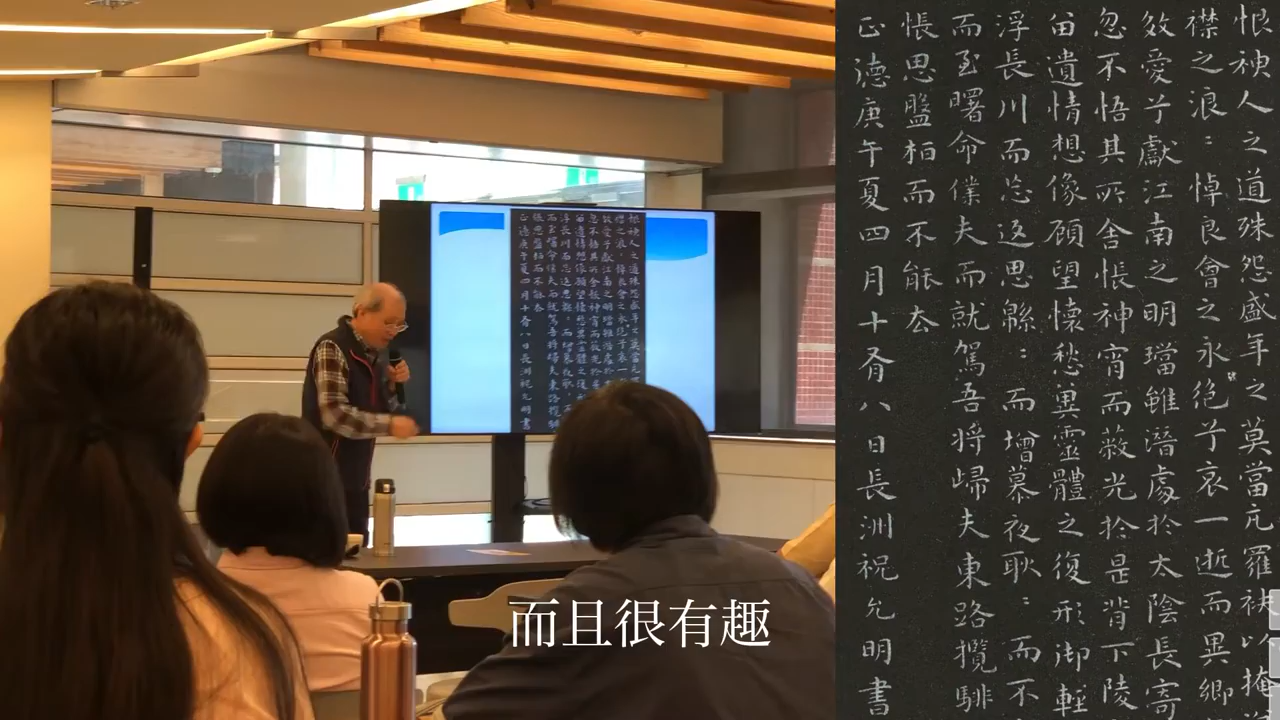 恨神人之道殊怨盛年之莫當亢羅袂以掩
襟之浪：悼良會之永絕兮哀一逝而異鄉
效愛兮獻江南之明璫雖潛處於太陰長寄
忽不悟其所舍悵神宵而蔽光於是背下陵
留遺情想像顧望懷愁冀靈體之復形御輕
浮長川而忘返思緜：而增慕夜耿：而不
而至曙命僕夫而就駕吾將歸夫東路攬騑
悵思盤桓而不能去
正德庚午夏四月十有八日長洲祝允明書
而且很有趣